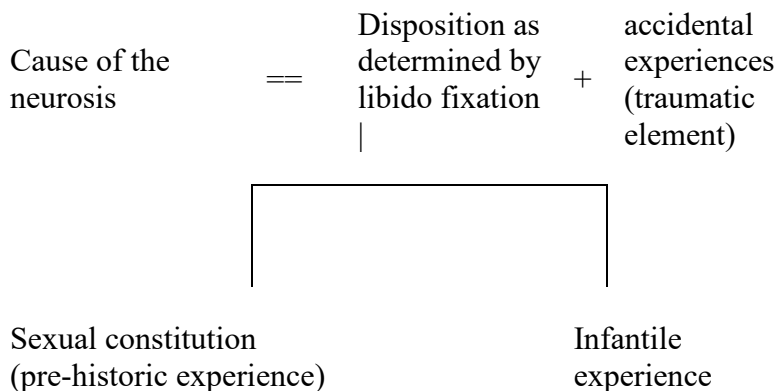 Cause of the neurosis
==
Disposition as determined by libido fixation
|
+
accidental experiences (traumatic element)
Sexual constitution (pre-historic experience)
Infantile experience